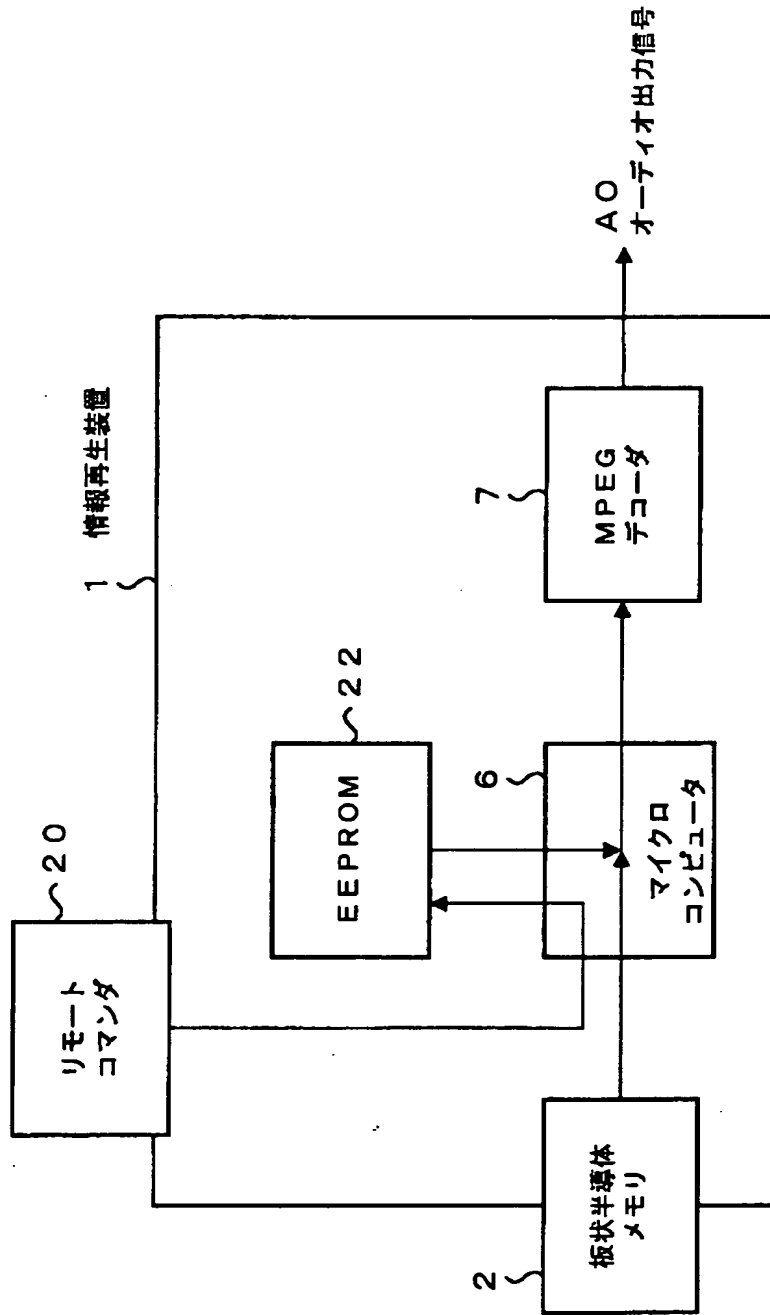 1
情報再生装置
20
リモート
コマンダ
22
EEPROM
2
板状半導体
メモリ
6
マイクロ
コンピュータ
7
MPEG
デコーダ
AO
オーディオ出力信号